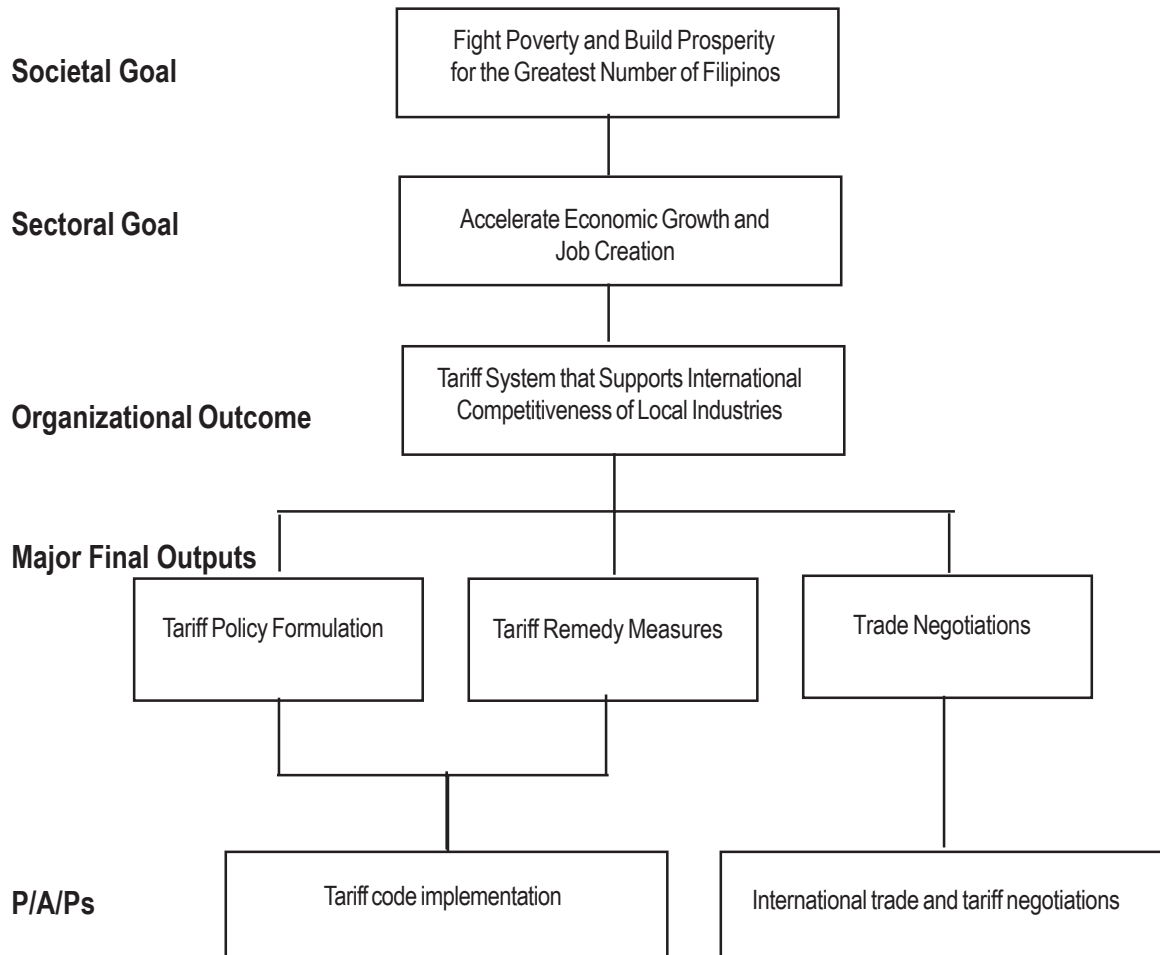 Societal Goal
Fight Poverty and Build Prosperity
for the Greatest Number of Filipinos
Sectoral Goal
Accelerate Economic Growth and
Job Creation
Organizational Outcome
Tariff System that Supports International
Competitiveness of Local Industries
Major Final Outputs
Tariff Policy Formulation
Tariff Remedy Measures
Trade Negotiations
P/A/Ps
Tariff code implementation
International trade and tariff negotiations